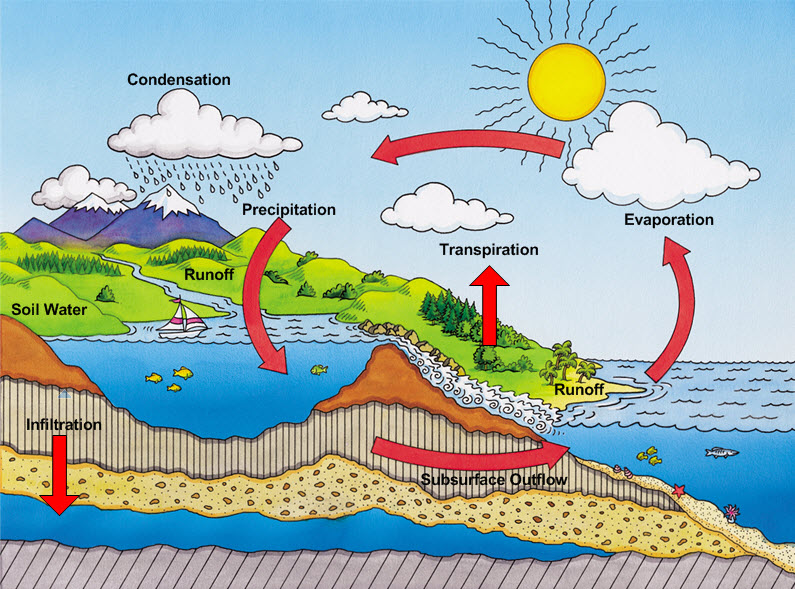 Condensation
Precipitation
Evaporation
Transpiration
Runoff
Soil Water
Runoff
Infiltration
Subsurface Outflow